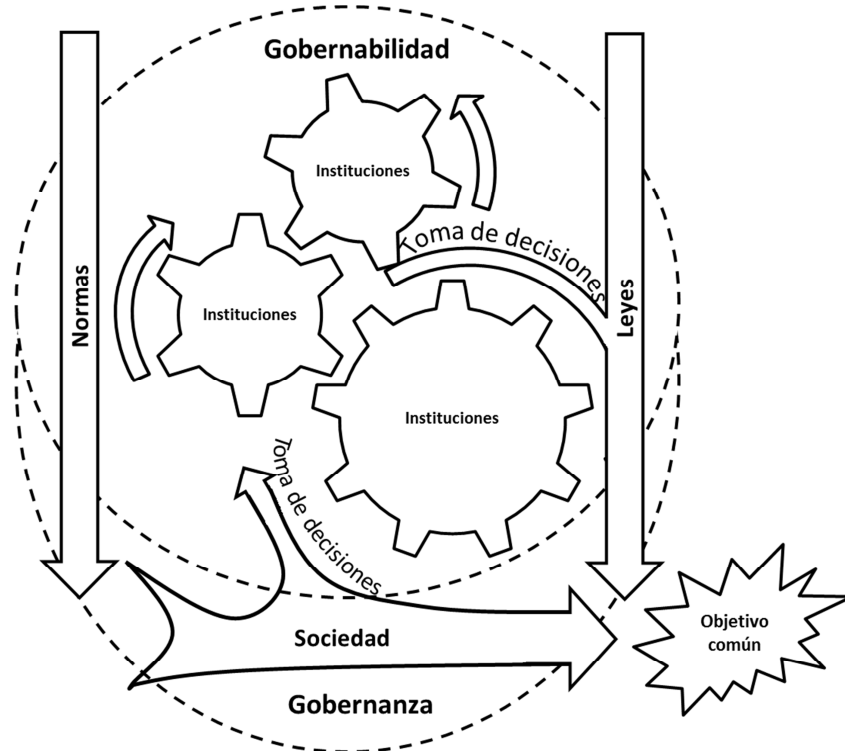 Gobernabilidad
Instituciones
Toma de decisiones
Normas
Instituciones
Leyes
Instituciones
Toma de decisiones
Sociedad
Objetivo
común
Gobernanza